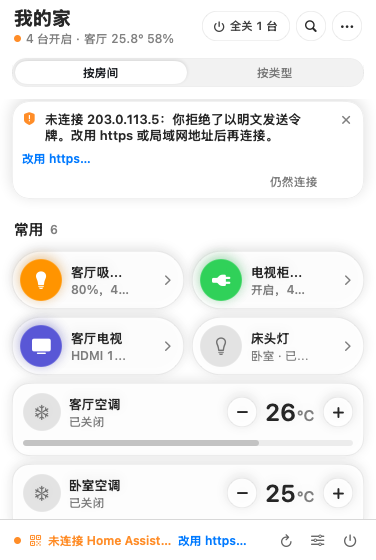 我的家
4 台开启 · 客厅 25.8° 58%
全关 1 台
按房间
按类型
未连接 203.0.113.5：你拒绝了以明文发送令
牌。改用 https 或局域网地址后再连接。
改用 https...
仍然连接
常用 6
客厅吸...
80%，4...
电视柜...
开启，4...
客厅电视
HDMI 1...
床头灯
卧室 · 已...
客厅空调
已关闭
26°C
卧室空调
已关闭
25°C
未连接 Home Assist... 改用 https...